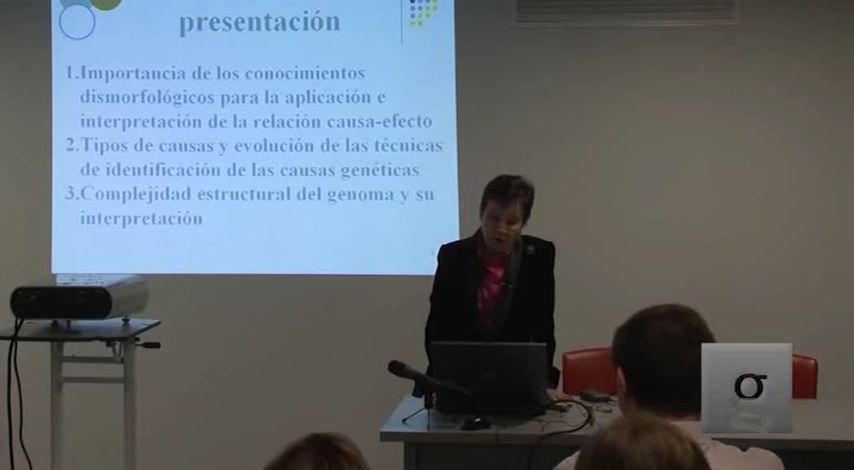 presentación
1.Importancia de los conocimientos
dismorfológicos para la aplicación e
interpretación de la relación causa-efecto
2.Tipos de causas y evolución de las técnicas
de identificación de las causas genéticas
3.Complejidad estructural del genoma y su
interpretación
σ